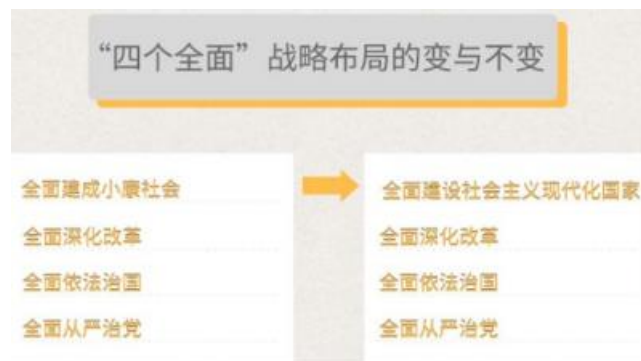 “四个全面”战略布局的变与不变
全面建成小康社会
全面深化改革
全面依法治国
全面从严治党
全面建设社会主义现代化国家
全面深化改革
全面依法治国
全面从严治党